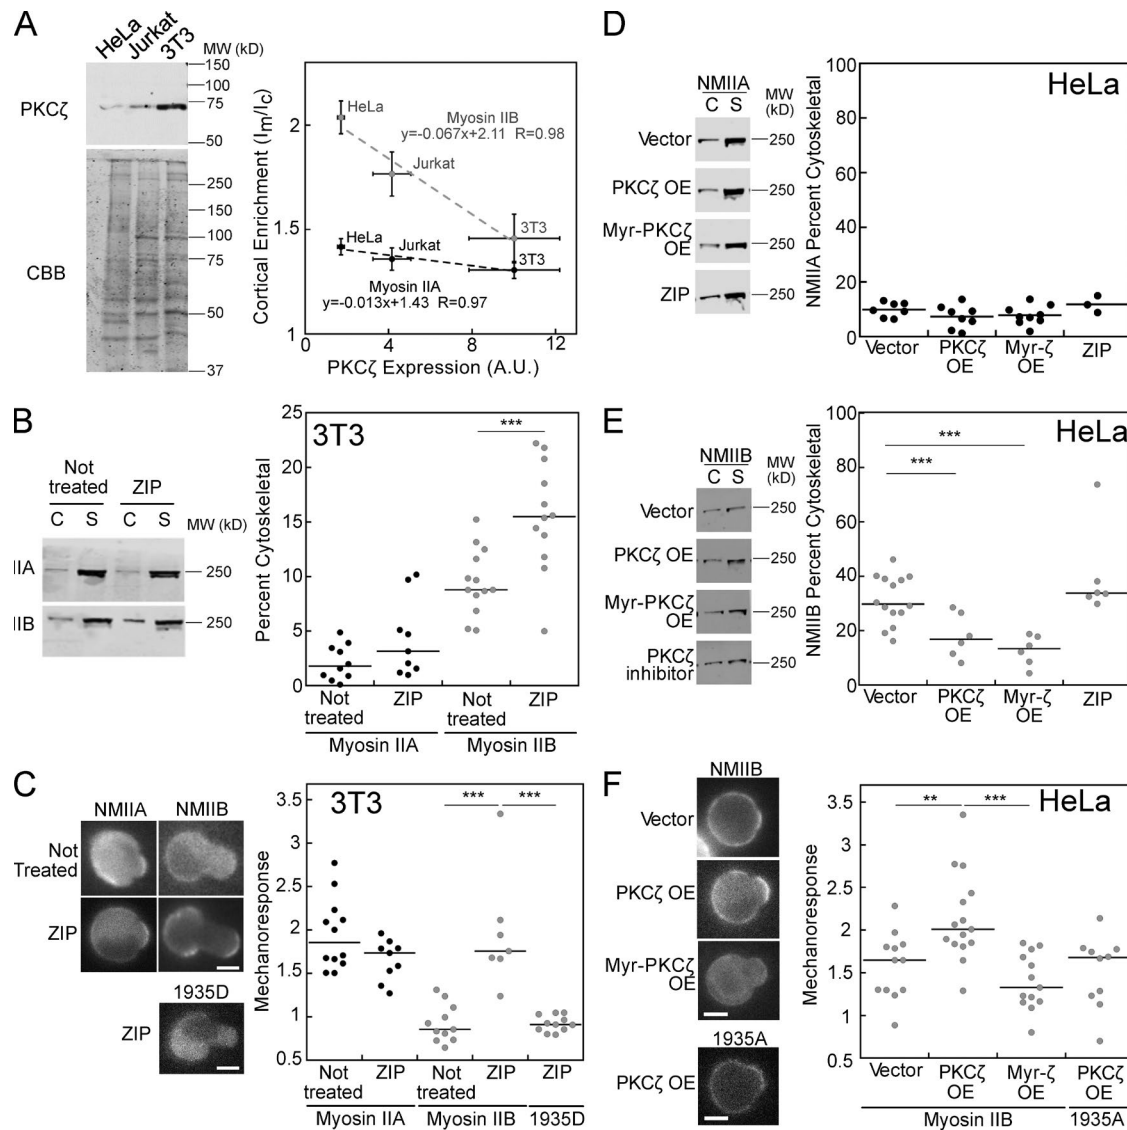 A
HeLa
Jurkat
3T3
MW (kD)
PKCζ
150
100
75
50
CBB
250
150
100
75
50
37
Cortical Enrichment (Im/Ic)
2
1.5
1
HeLa
Myosin IIB
y=-0.067x+2.11 R=0.98
Jurkat
3T3
HeLa
Jurkat
3T3
Myosin IIA
y=-0.013x+1.43 R=0.97
0 4 8 12
PKCζ Expression (A.U.)
B
Not treated
ZIP
C S C S MW (kD)
IIA
250
IIB
250
3T3
***
Percent Cytoskeletal
25
20
15
10
5
0
Not treated
ZIP
Not treated
ZIP
Myosin IIA
Myosin IIB
C
NMIIA NMIIB
Not Treated
ZIP
1935D
ZIP
3T3
*** ***
Mechanoresponse
3.5
3
2.5
2
1.5
1
0.5
Not treated
ZIP
Not treated
ZIP
ZIP
Myosin IIA
Myosin IIB
1935D
D
NMIIA
C S
MW (kD)
Vector
250
PKCζ OE
250
Myr-PKCζ OE
250
ZIP
250
HeLa
NMIIA Percent Cytoskeletal
100
80
60
40
20
0
Vector
PKCζ OE
Myr-ζ OE
ZIP
E
NMIIB
C S
MW (kD)
Vector
250
PKCζ OE
250
Myr-PKCζ OE
250
PKCζ inhibitor
250
HeLa
***
***
NMIIB Percent Cytoskeletal
100
80
60
40
20
0
Vector
PKCζ OE
Myr-ζ OE
ZIP
F
NMIIB
Vector
PKCζ OE
Myr-PKCζ OE
1935A
PKCζ OE
HeLa
** ***
Mechanoresponse
3.5
3
2.5
2
1.5
1
0.5
Vector
PKCζ OE
Myr-ζ OE
PKCζ OE
Myosin IIB
1935A